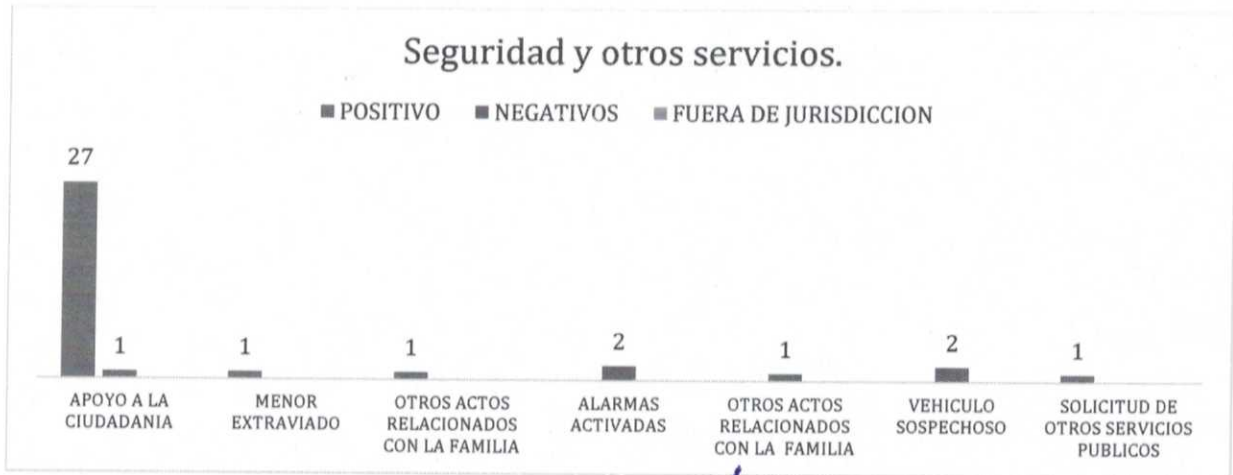 Seguridad y otros servicios.
POSITIVO NEGATIVOS FUERA DE JURISDICCION
27
1
1
1
2
1
2
1
APOYO A LA
CIUDADANIA
MENOR
EXTRAVIADO
OTROS ACTOS
RELACIONADOS
CON LA FAMILIA
ALARMAS
ACTIVADAS
OTROS ACTOS
RELACIONADOS
CON LA FAMILIA
VEHICULO
SOSPECHOSO
SOLICITUD DE
OTROS SERVICIOS
PUBLICOS